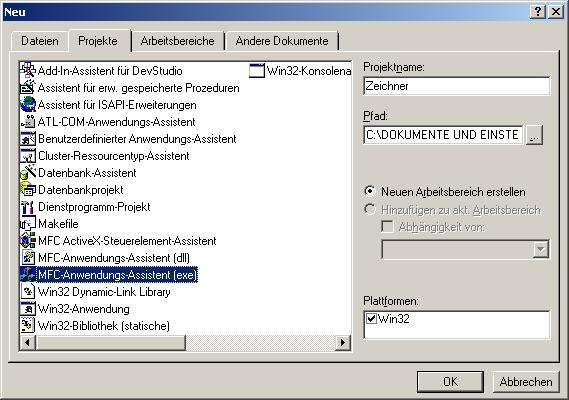 Neu
Dateien Projekte Arbeitsbereiche Andere Dokumente
Add-In-Assistent für DevStudio
Assistent für erw. gespeicherte Prozeduren
Assistent für ISAPI-Erweiterungen
ATL-COM-Anwendungs-Assistent
Benutzerdefinierter Anwendungs-Assistent
Cluster-Ressourcentyp-Assistent
Datenbank-Assistent
Datenbankprojekt
Dienstprogramm-Projekt
Makefile
MFC ActiveX-Steuerelement-Assistent
MFC-Anwendungs-Assistent (dll)
MFC-Anwendungs-Assistent (exe)
Win32 Dynamic-Link Library
Win32-Anwendung
Win32-Bibliothek (statische)
Win32-Konsolena
Projektname:
Zeichner
Pfad:
C:\DOKUMENTE UND EINSTE ...
Neuen Arbeitsbereich erstellen
Hinzufügen zu akt. Arbeitsbereich
Abhängigkeit von:
Plattformen:
Win32
OK Abbrechen